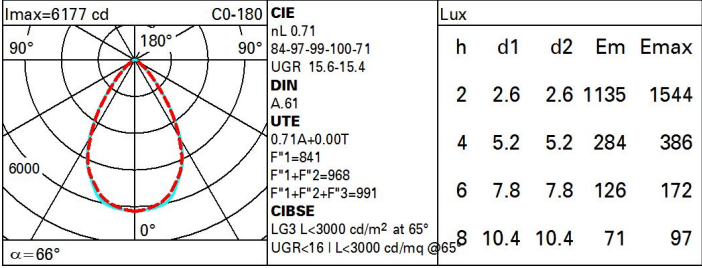 Imax=6177 cd C0-180
90° 180° 90°
6000
0°
α=66°
CIE
nL 0.71
84-97-99-100-71
UGR 15.6-15.4
DIN
A.61
UTE
0.71A+0.00T
F"1=841
F"1+F"2=968
F"1+F"2+F"3=991
CIBSE
LG3 L<3000 cd/m² at 65°
UGR<16 | L<3000 cd/mq @65°
Lux
h d1 d2 Em Emax
2 2.6 2.6 1135 1544
4 5.2 5.2 284 386
6 7.8 7.8 126 172
8 10.4 10.4 71 97